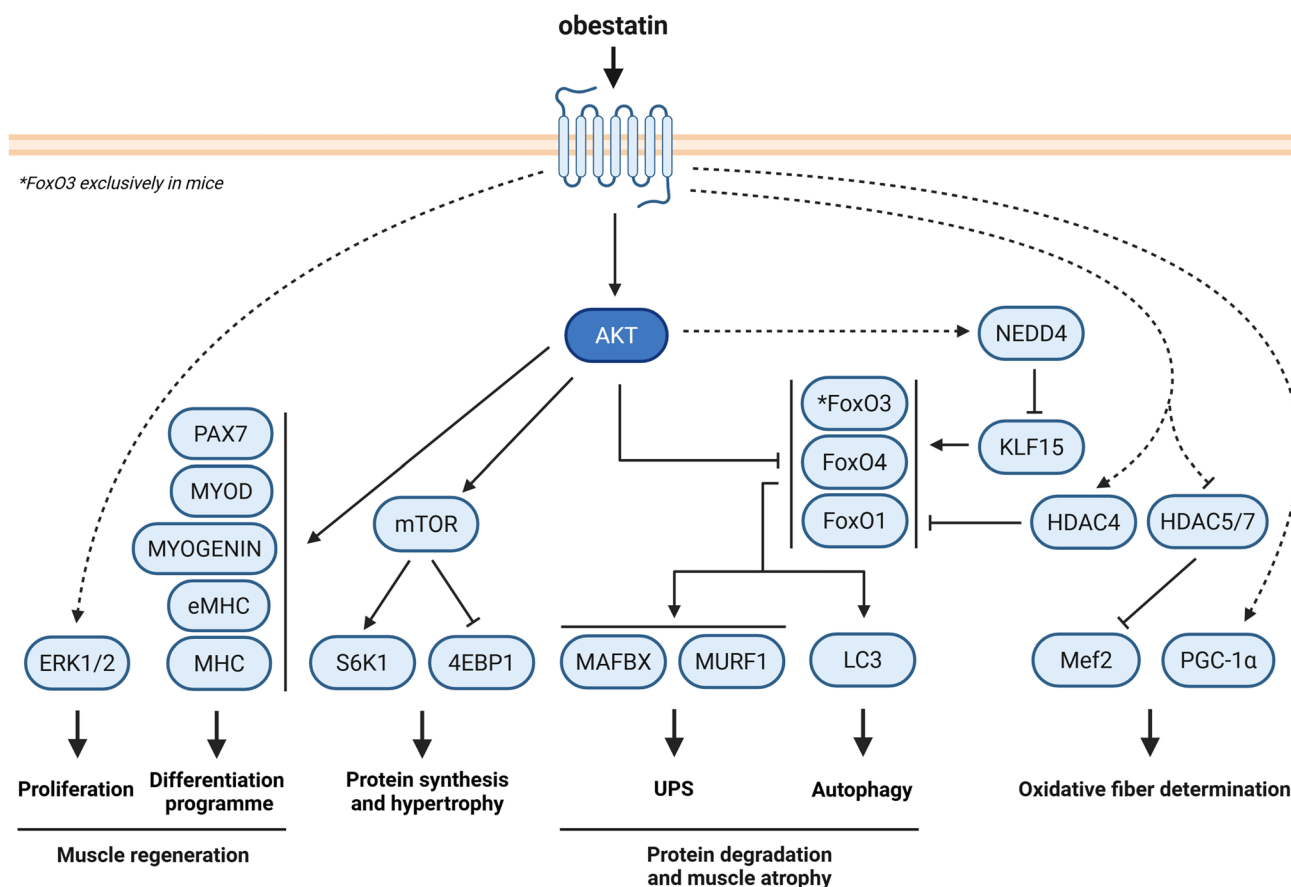 obestatin
*FoxO3 exclusively in mice
AKT
NEDD4
*FoxO3
FoxO4
FoxO1
KLF15
PAX7
MYOD
MYOGENIN
eMHC
MHC
mTOR
HDAC4
HDAC5/7
ERK1/2
S6K1
4EBP1
MAFBX
MURF1
LC3
Mef2
PGC-1α
Proliferation
Differentiation
programme
Protein synthesis
and hypertrophy
UPS
Autophagy
Oxidative fiber determination
Muscle regeneration
Protein degradation
and muscle atrophy